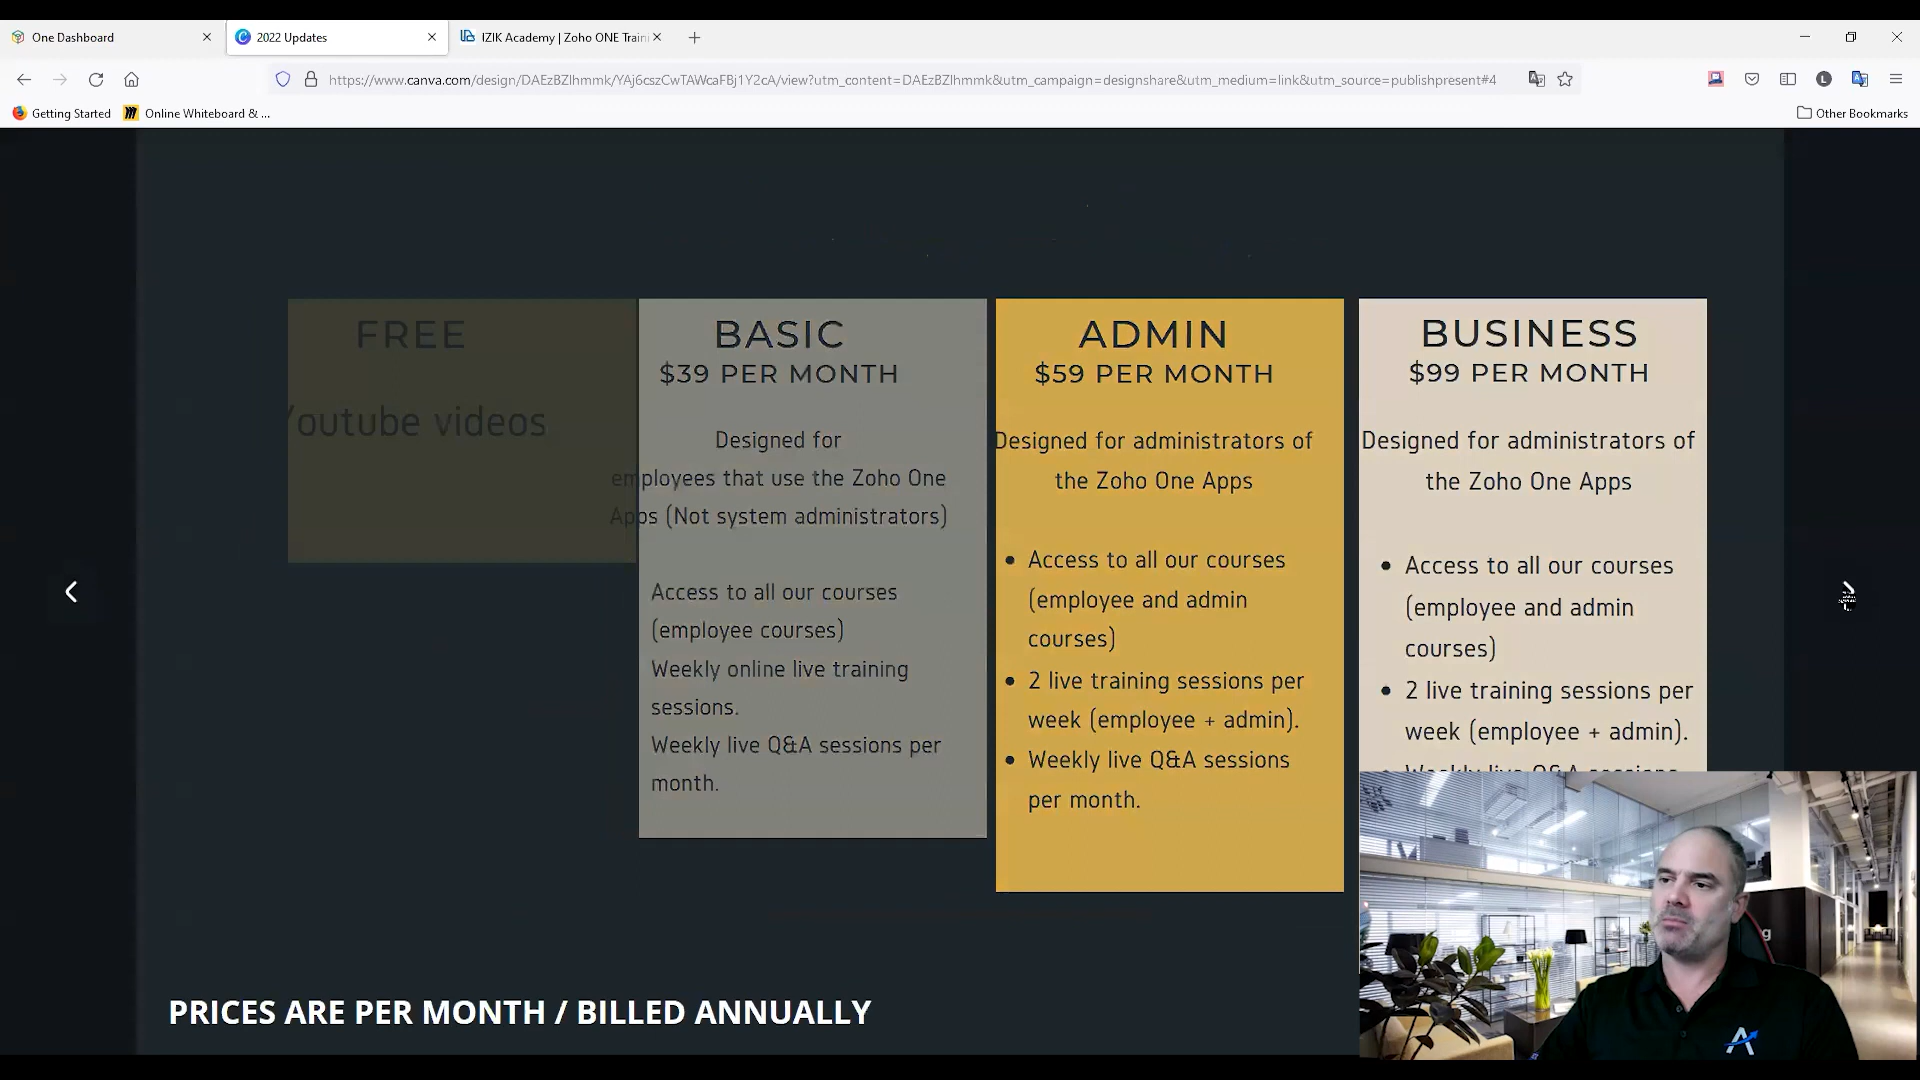 One Dashboard
2022 Updates
IZIK Academy | Zoho ONE Traini
https://www.canva.com/design/DAEzBZlhmmk/YAj6cszCwTAWcaFBj1Y2cA/view?utm_content=DAEzBZlhmmk&utm_campaign=designshare&utm_medium=link&utm_source=publishpresent#4
L
Getting Started
Online Whiteboard & ...
Other Bookmarks
FREE
Youtube videos
BASIC
$39 PER MONTH
Designed for
employees that use the Zoho One
Apps (Not system administrators)
Access to all our courses
(employee courses)
Weekly online live training
sessions.
Weekly live Q&A sessions per
month.
ADMIN
$59 PER MONTH
Designed for administrators of
the Zoho One Apps
• Access to all our courses
(employee and admin
courses)
• 2 live training sessions per
week (employee + admin).
• Weekly live Q&A sessions
per month.
BUSINESS
$99 PER MONTH
Designed for administrators of
the Zoho One Apps
• Access to all our courses
(employee and admin
courses)
• 2 live training sessions per
week (employee + admin).
• Weekly live Q&A sessions
PRICES ARE PER MONTH / BILLED ANNUALLY